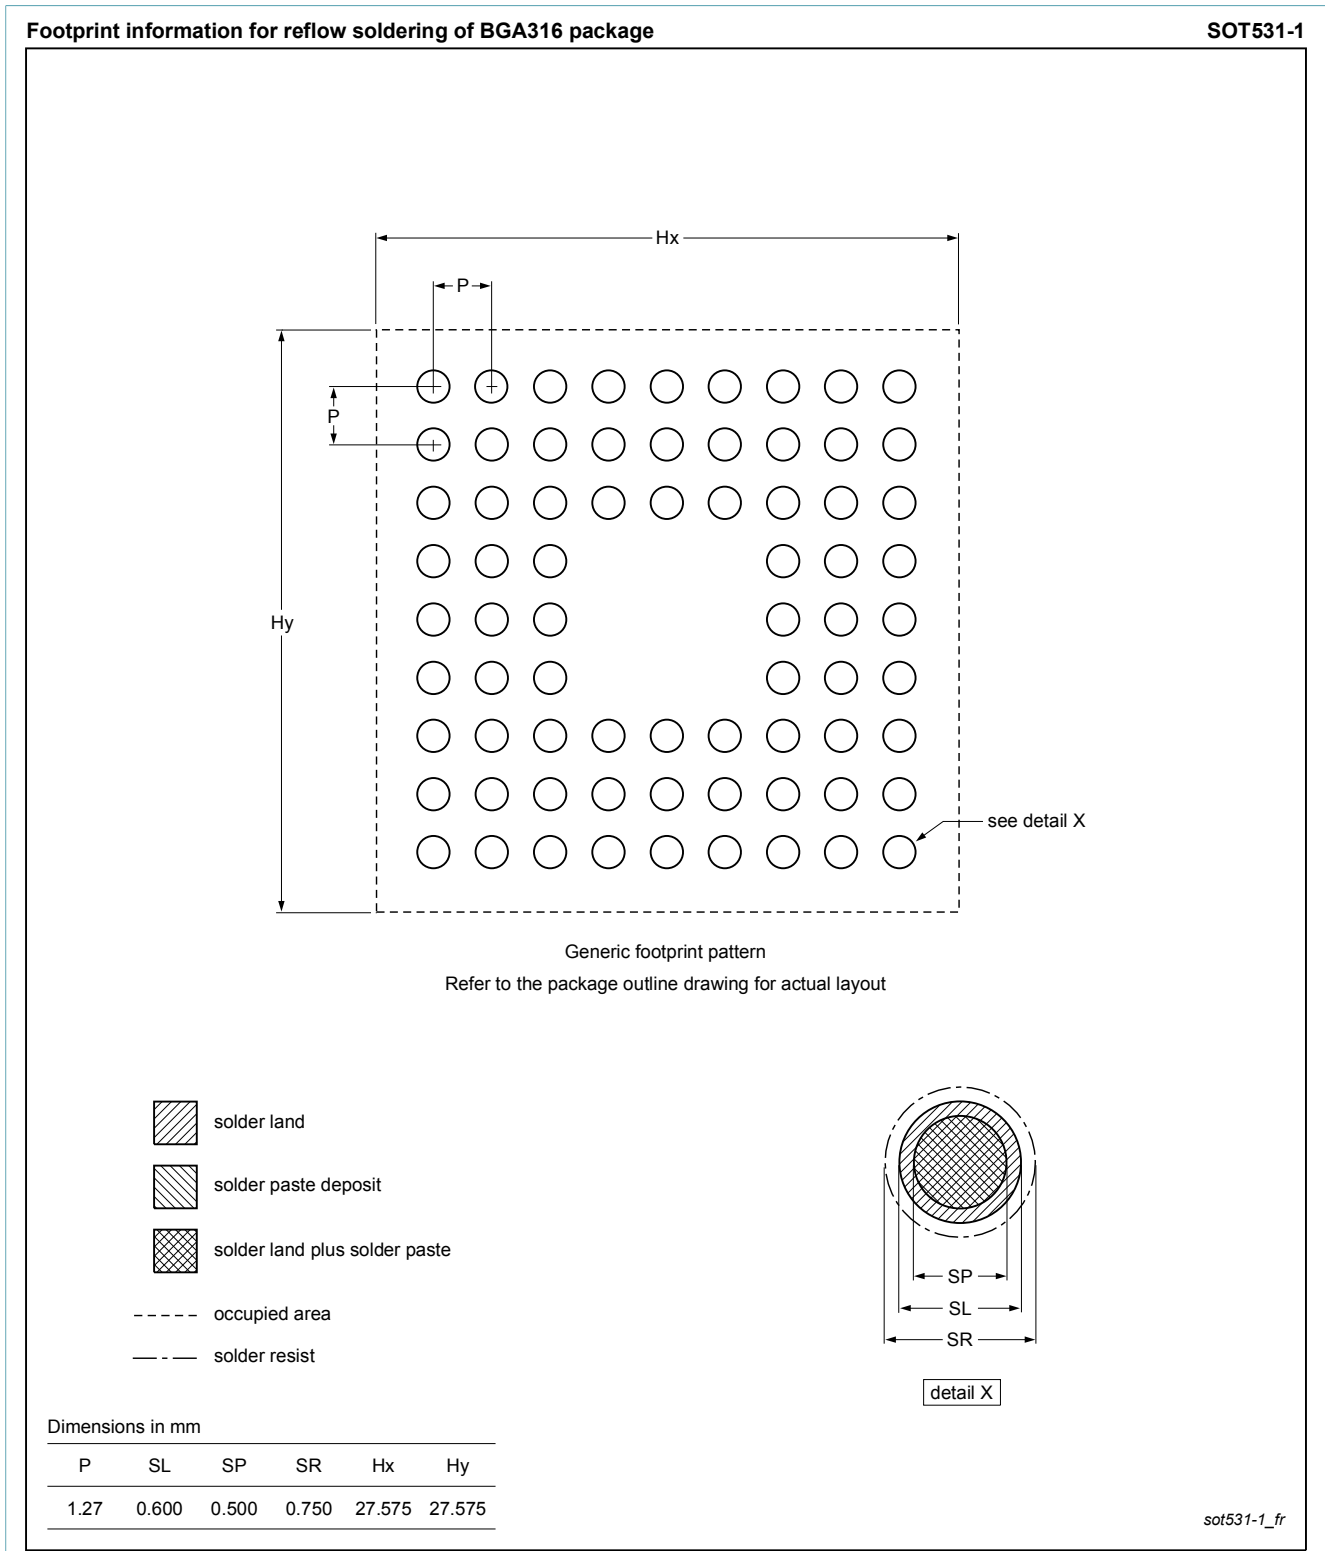 Footprint information for reflow soldering of BGA316 package SOT531-1
Hx
P
P
Hy
see detail X
Generic footprint pattern
Refer to the package outline drawing for actual layout
solder land
solder paste deposit
solder land plus solder paste
occupied area
solder resist
SP
SL
SR
detail X
Dimensions in mm
P SL SP SR Hx Hy
1.27 0.600 0.500 0.750 27.575 27.575
sot531-1_fr